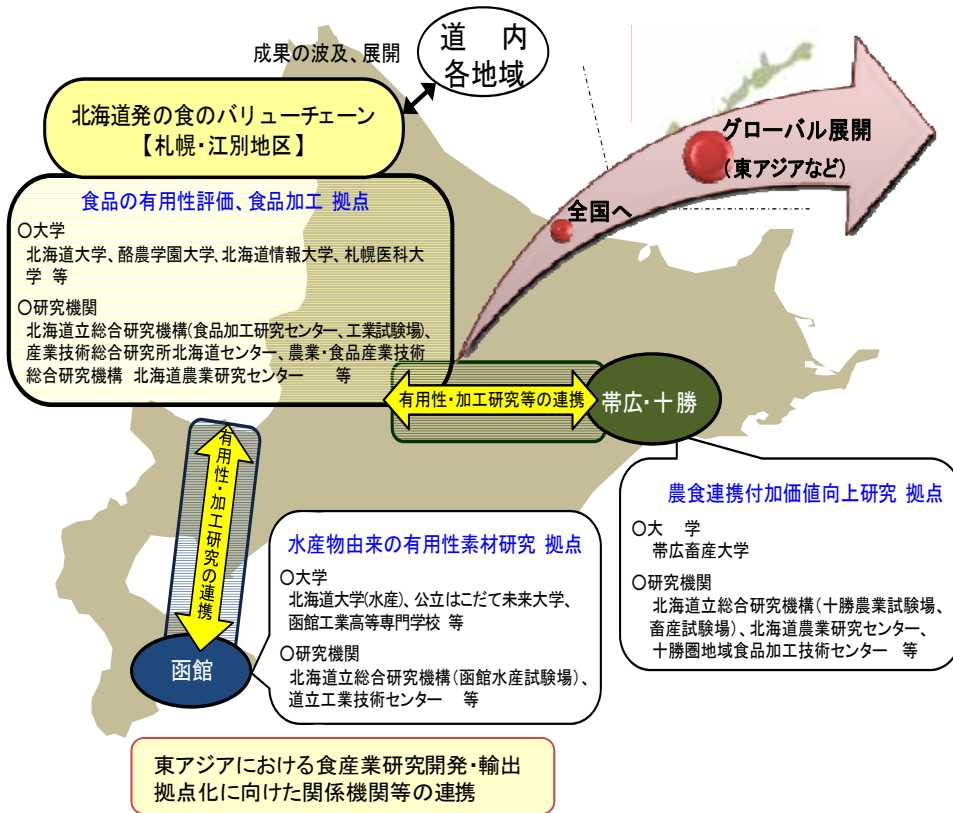 成果の波及、展開
道　内
各地域
北海道発の食のバリューチェーン
【札幌・江別地区】
食品の有用性評価、食品加工 拠点
○大学
北海道大学、酪農学園大学、北海道情報大学、札幌医科大
学 等
○研究機関
北海道立総合研究機構(食品加工研究センター、工業試験場)、
産業技術総合研究所北海道センター、農業・食品産業技術
総合研究機構 北海道農業研究センター　等
グローバル展開
(東アジアなど)
全国へ
有用性・加工研究等の連携
帯広・十勝
農食連携付加価値向上研究 拠点
○大　学
帯広畜産大学
○研究機関
北海道立総合研究機構(十勝農業試験場、
畜産試験場)、北海道農業研究センター、
十勝圏地域食品加工技術センター 等
有用性・加工研究の連携
函館
水産物由来の有用性素材研究 拠点
○大学
北海道大学(水産)、公立はこだて未来大学、
函館工業高等専門学校 等
○研究機関
北海道立総合研究機構(函館水産試験場)、
道立工業技術センター 等
東アジアにおける食産業研究開発・輸出
拠点化に向けた関係機関等の連携